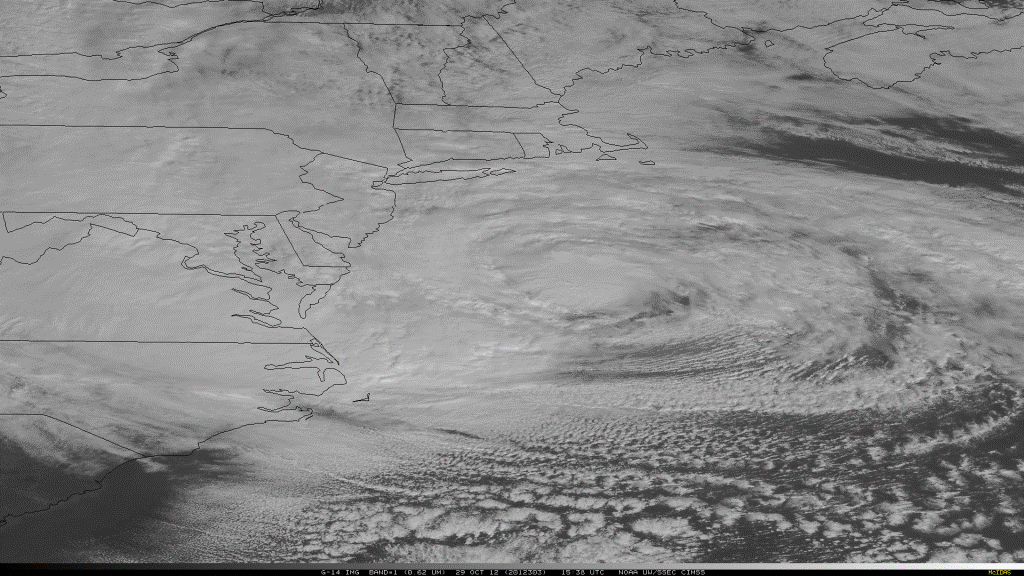 G-14 IMG BAND=1 (0.62 UM) 29 OCT 12 (2012303) 15:38 UTC NOAA UW/SSEC CIMSS McIDAS